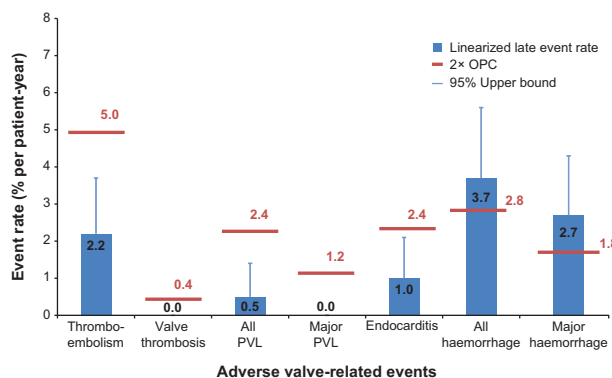 8
7
6
5
4
3
2
1
0
Event rate (% per patient-year)
Linearized late event rate
2× OPC
95% Upper bound
5.0
2.2
0.4
0.0
2.4
0.5
1.2
0.0
2.4
1.0
3.7
2.8
2.7
1.8
Thrombo-
embolism
Valve
thrombosis
All
PVL
Major
PVL
Endocarditis
All
haemorrhage
Major
haemorrhage
Adverse valve-related events